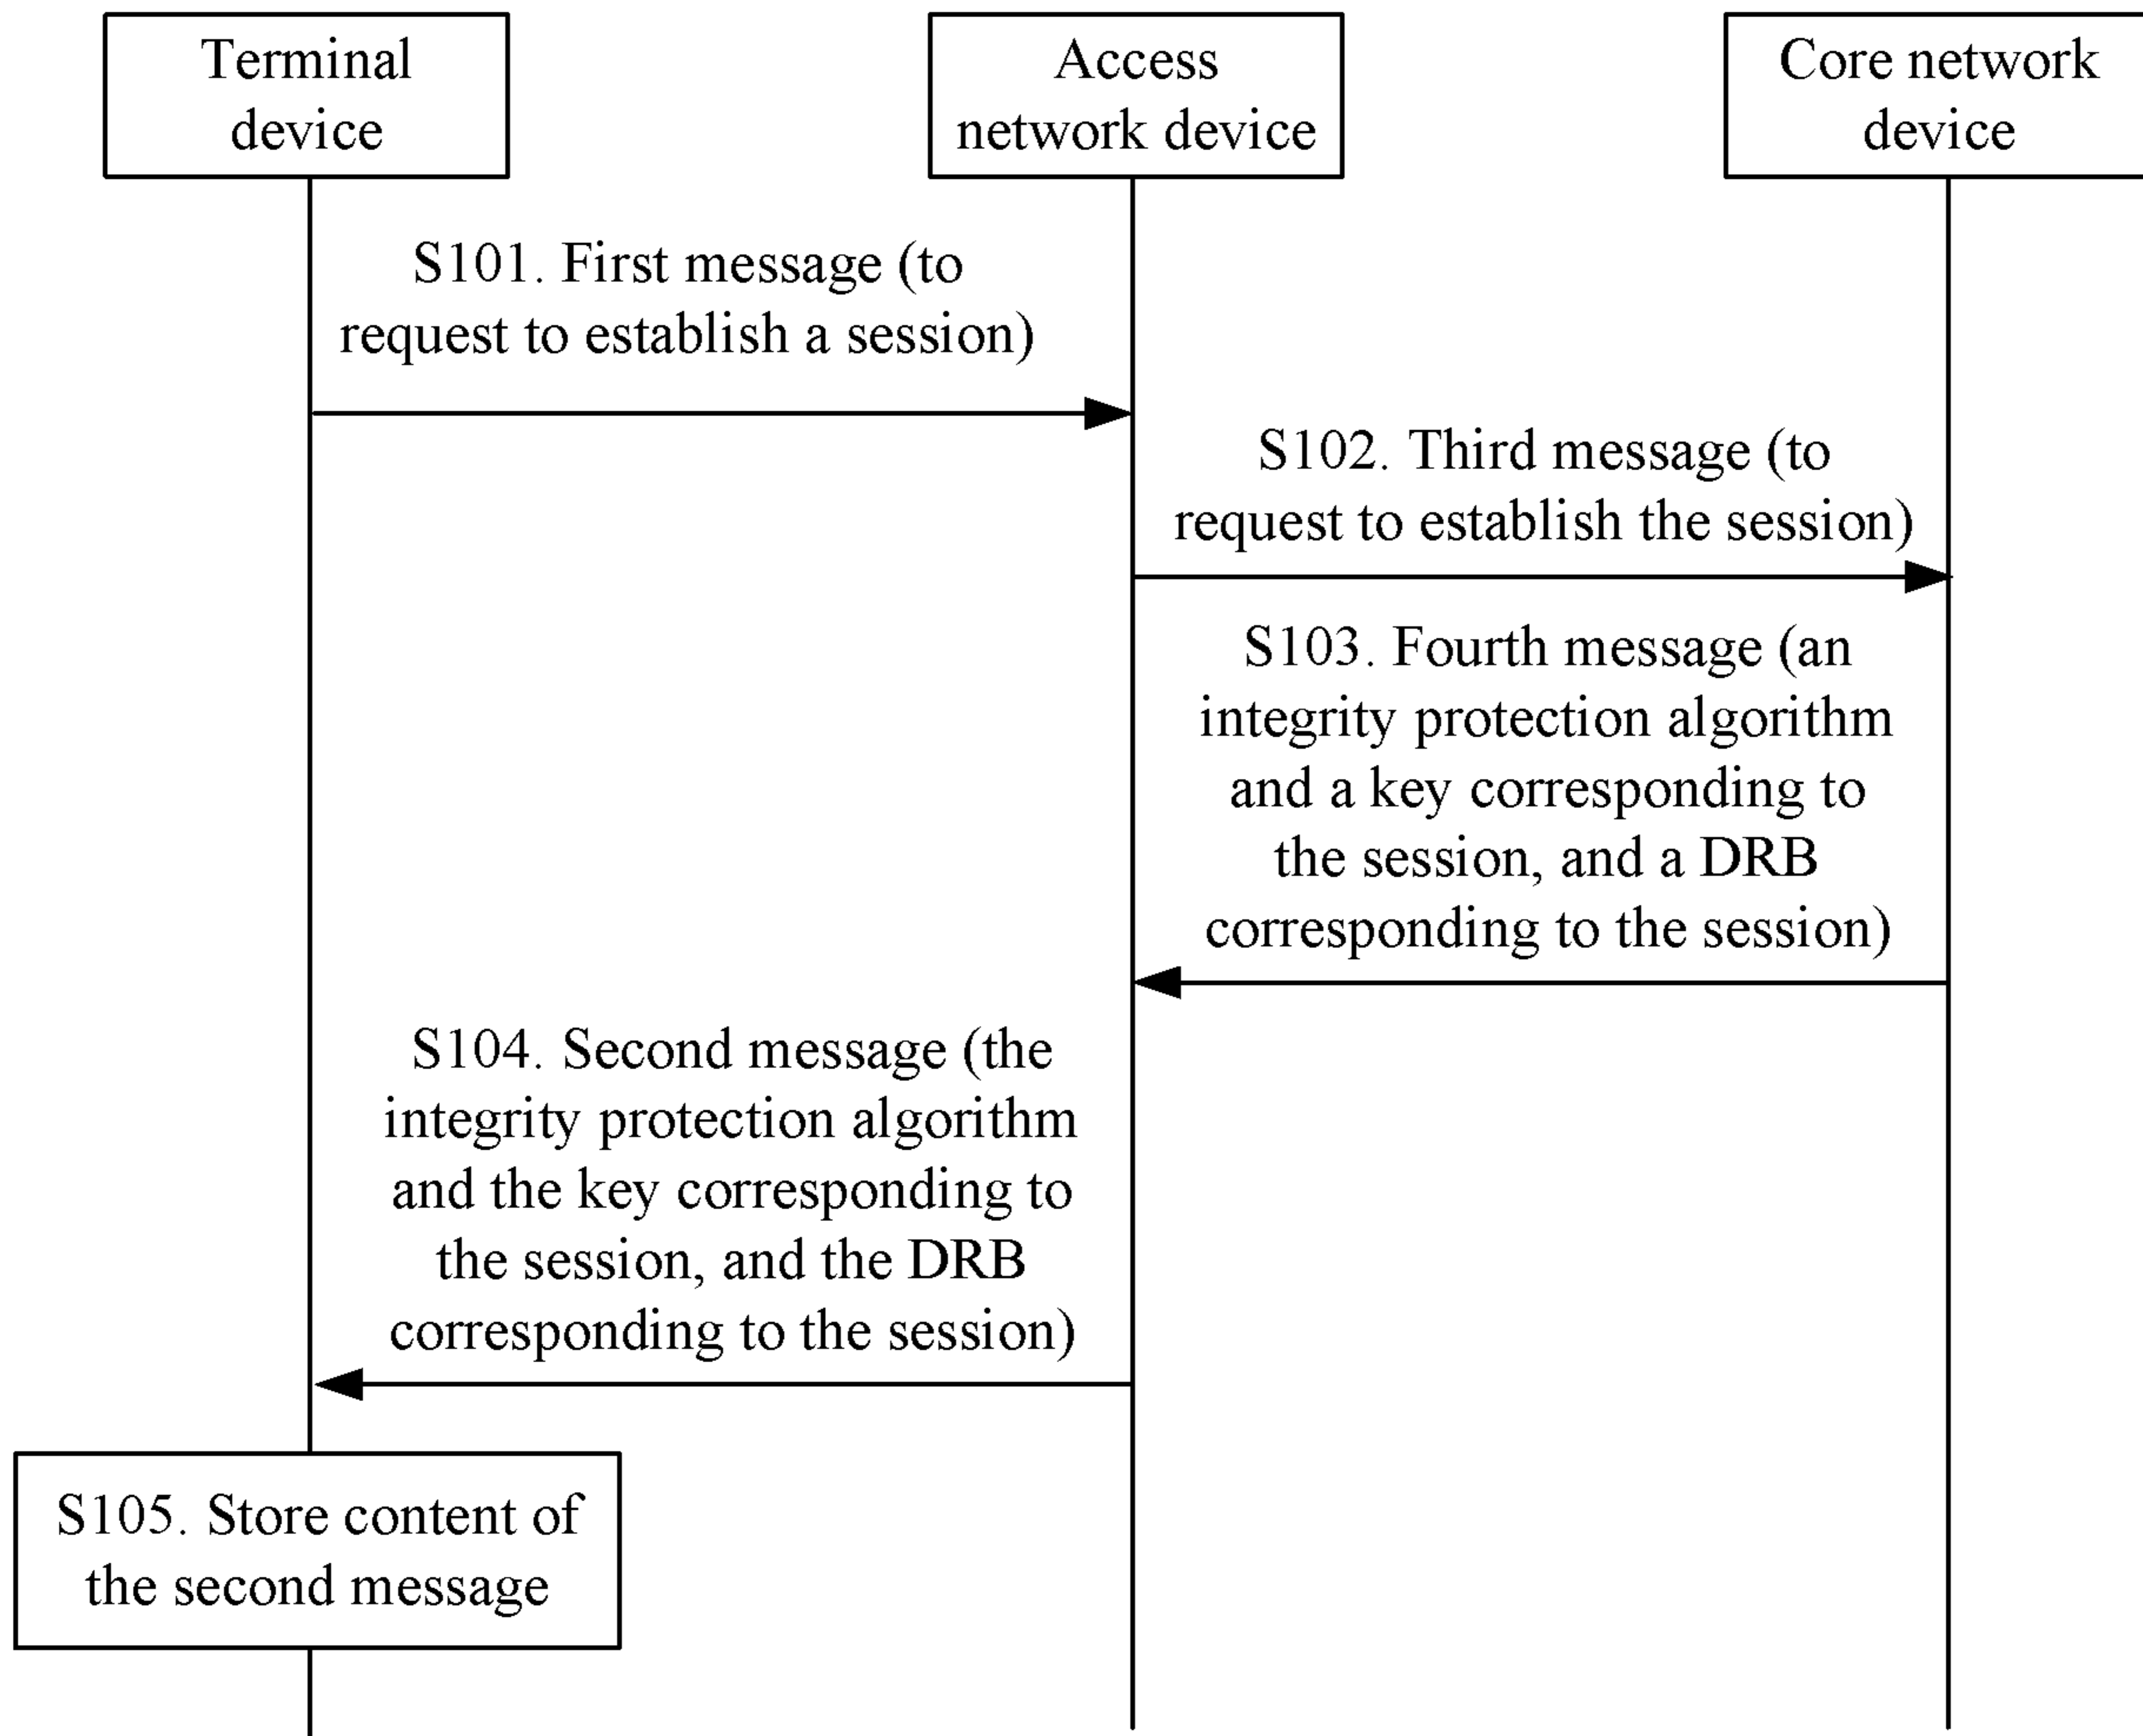 Terminal
device
Access
network device
Core network
device
S101. First message (to
request to establish a session)
S102. Third message (to
request to establish the session)
S103. Fourth message (an
integrity protection algorithm
and a key corresponding to
the session, and a DRB
corresponding to the session)
S104. Second message (the
integrity protection algorithm
and the key corresponding to
the session, and the DRB
corresponding to the session)
S105. Store content of
the second message